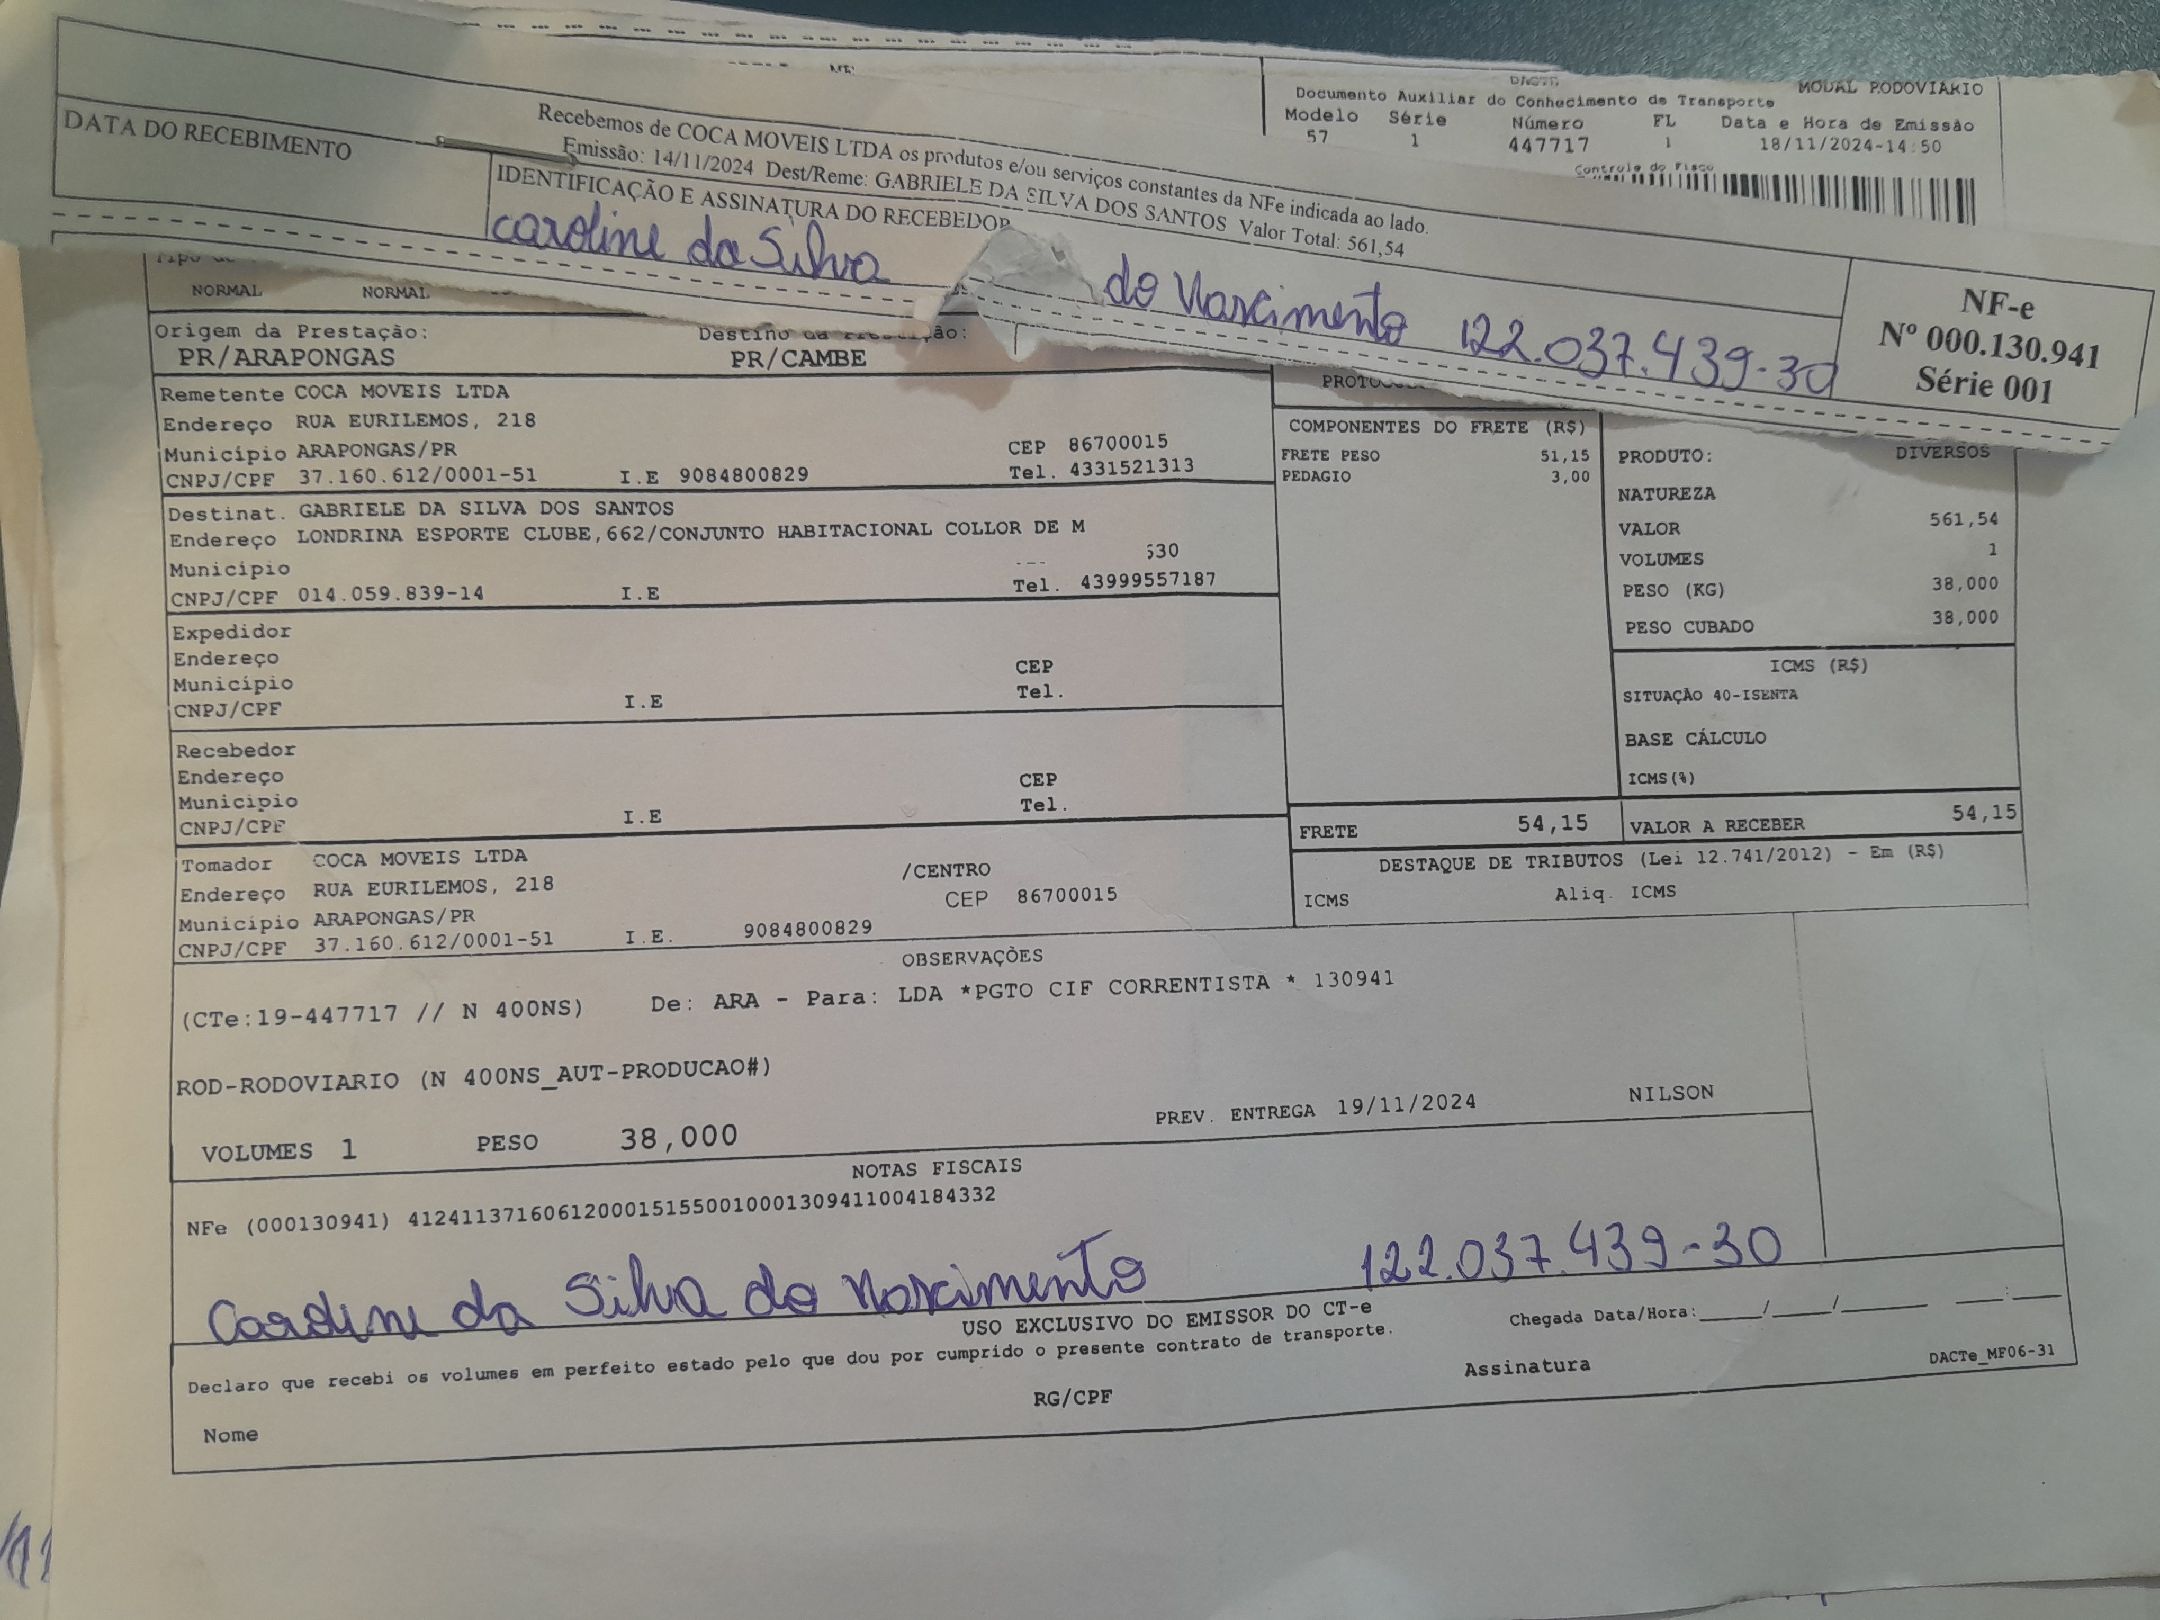 DATA DO RECEBIMENTO
Recebemos de COCA MOVEIS LTDA os produtos e/ou serviços constantes da NFe indicada ao lado.
Emissão: 14/11/2024 Dest/Reme: GABRIELE DA SILVA DOS SANTOS Valor Total: 561,54
IDENTIFICAÇÃO E ASSINATURA DO RECEBEDOR
caroline da Silva do Nascimento 122.037.439-30
NF-e
Nº 000.130.941
Série 001
DACTE
MODAL RODOVIARIO
Documento Auxiliar do Conhecimento de Transporte
Modelo Série Número FL Data e Hora de Emissão
57 1 447717 1 18/11/2024-14:50
Controle do Fisco
NORMAL NORMAL
Origem da Prestação: Destino da Prestação:
PR/ARAPONGAS PR/CAMBE
Remetente COCA MOVEIS LTDA
Endereço RUA EURILEMOS, 218
Município ARAPONGAS/PR CEP 86700015
CNPJ/CPF 37.160.612/0001-51 I.E 9084800829 Tel. 4331521313
Destinat. GABRIELE DA SILVA DOS SANTOS
Endereço LONDRINA ESPORTE CLUBE,662/CONJUNTO HABITACIONAL COLLOR DE M
Município 530
CNPJ/CPF 014.059.839-14 I.E Tel. 43999557187
Expedidor
Endereço
Município CEP
CNPJ/CPF I.E Tel.
Recebedor
Endereço
Municipio CEP
CNPJ/CPF I.E Tel.
Tomador COCA MOVEIS LTDA
Endereço RUA EURILEMOS, 218 /CENTRO
Município ARAPONGAS/PR CEP 86700015
CNPJ/CPF 37.160.612/0001-51 I.E. 9084800829
COMPONENTES DO FRETE (R$)
FRETE PESO 51,15
PEDAGIO 3,00
PRODUTO: DIVERSOS
NATUREZA
VALOR 561,54
VOLUMES 1
PESO (KG) 38,000
PESO CUBADO 38,000
ICMS (R$)
SITUAÇÃO 40-ISENTA
BASE CÁLCULO
ICMS(%)
FRETE 54,15 VALOR A RECEBER 54,15
DESTAQUE DE TRIBUTOS (Lei 12.741/2012) - Em (R$)
ICMS Aliq. ICMS
OBSERVAÇÕES
(CTe:19-447717 // N 400NS) De: ARA - Para: LDA *PGTO CIF CORRENTISTA * 130941
ROD-RODOVIARIO (N 400NS_AUT-PRODUCAO#)
PREV. ENTREGA 19/11/2024 NILSON
VOLUMES 1 PESO 38,000
NOTAS FISCAIS
NFe (000130941) 41241137160612000151550010001309411004184332
Caroline da Silva do Nascimento 122.037.439-30
USO EXCLUSIVO DO EMISSOR DO CT-e
Chegada Data/Hora:_____/____/_______ ____:____
Declaro que recebi os volumes em perfeito estado pelo que dou por cumprido o presente contrato de transporte.
Nome RG/CPF Assinatura DACTe_MF06-31